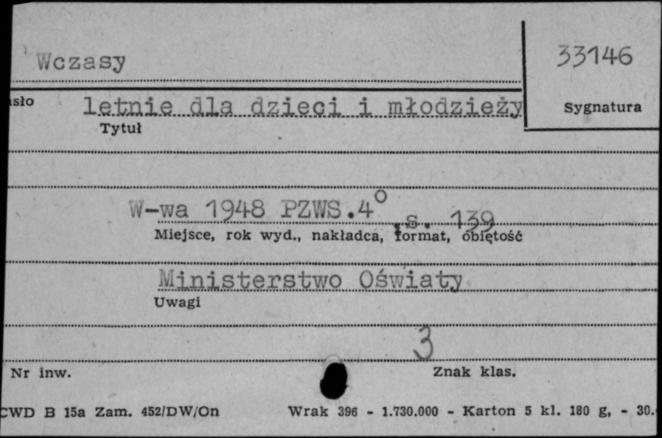 Wczasy
33146
letnie dla dzieci i młodzieży
Tytuł
Sygnatura
W-wa 1948 PZWS.4° ,s. 139
Miejsce, rok wyd., nakładca, format, obiętość
Ministerstwo Oświaty
Uwagi
3
Nr inw.
Znak klas.
CWD B 15a Zam. 452/DW/On Wrak 396 - 1.730.000 - Karton 5 kl. 180 g, - 30.